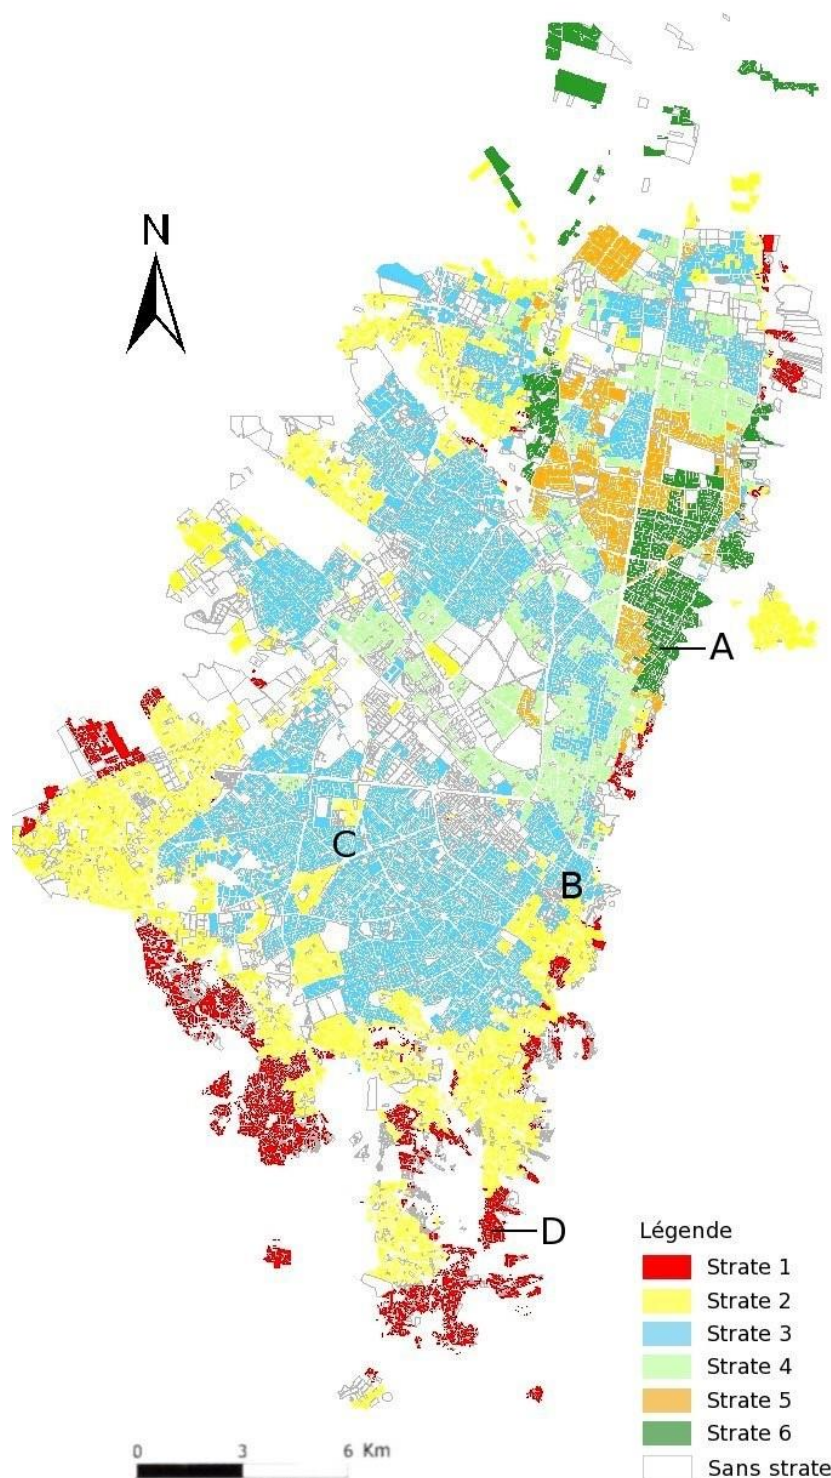 N
A
C
B
D
Légende
Strate 1
Strate 2
Strate 3
Strate 4
Strate 5
Strate 6
Sans strate
0 3 6 Km